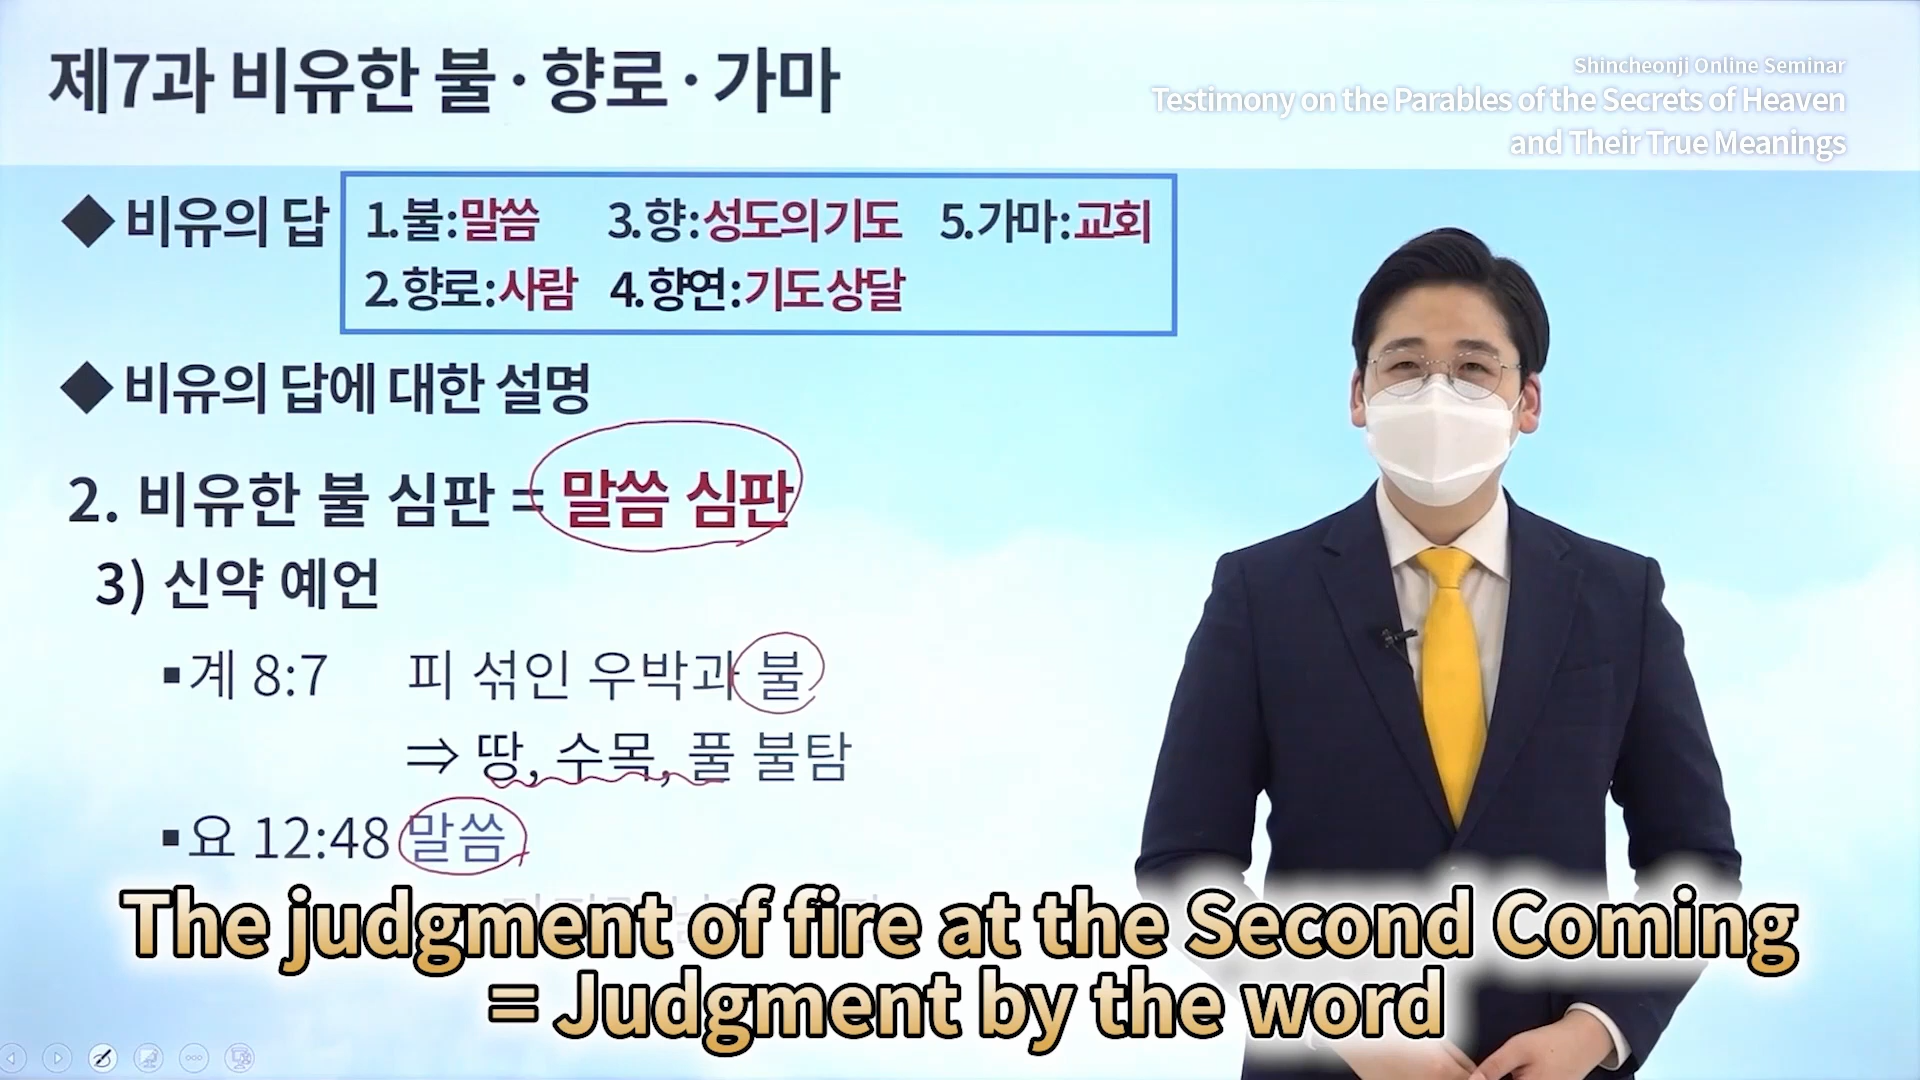 제7과 비유한 불·향로·가마
Shincheonji Online Seminar
Testimony on the Parables of the Secrets of Heaven
and Their True Meanings
◆ 비유의 답
1.불:말씀 3.향:성도의 기도 5.가마:교회
2.향로:사람 4.향연:기도 상달
◆ 비유의 답에 대한 설명
2. 비유한 불 심판 = 말씀 심판
3) 신약 예언
▪계 8:7 피 섞인 우박과 불
⇒ 땅, 수목, 풀 불탐
▪요 12:48 말씀
The judgment of fire at the Second Coming
= Judgment by the word